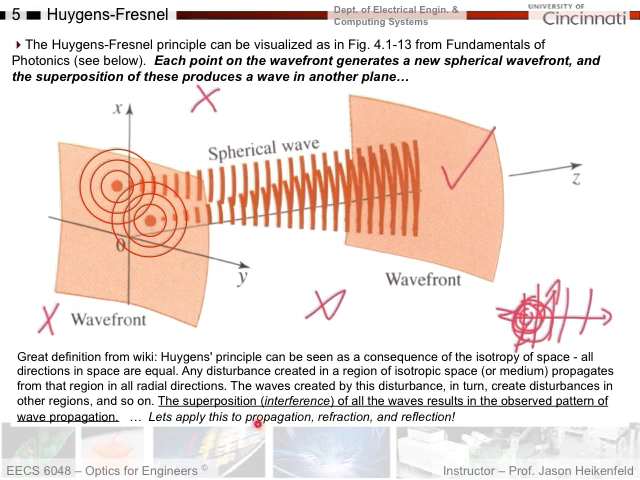 5 Huygens-Fresnel
Dept. of Electrical Engin. &
Computing Systems
UNIVERSITY OF
Cincinnati
The Huygens-Fresnel principle can be visualized as in Fig. 4.1-13 from Fundamentals of
Photonics (see below). Each point on the wavefront generates a new spherical wavefront, and
the superposition of these produces a wave in another plane…
x
Spherical wave
z
0
y
Wavefront
Wavefront
Great definition from wiki: Huygens' principle can be seen as a consequence of the isotropy of space - all
directions in space are equal. Any disturbance created in a region of isotropic space (or medium) propagates
from that region in all radial directions. The waves created by this disturbance, in turn, create disturbances in
other regions, and so on. The superposition (interference) of all the waves results in the observed pattern of
wave propagation. … Lets apply this to propagation, refraction, and reflection!
EECS 6048 – Optics for Engineers ©
Instructor – Prof. Jason Heikenfeld